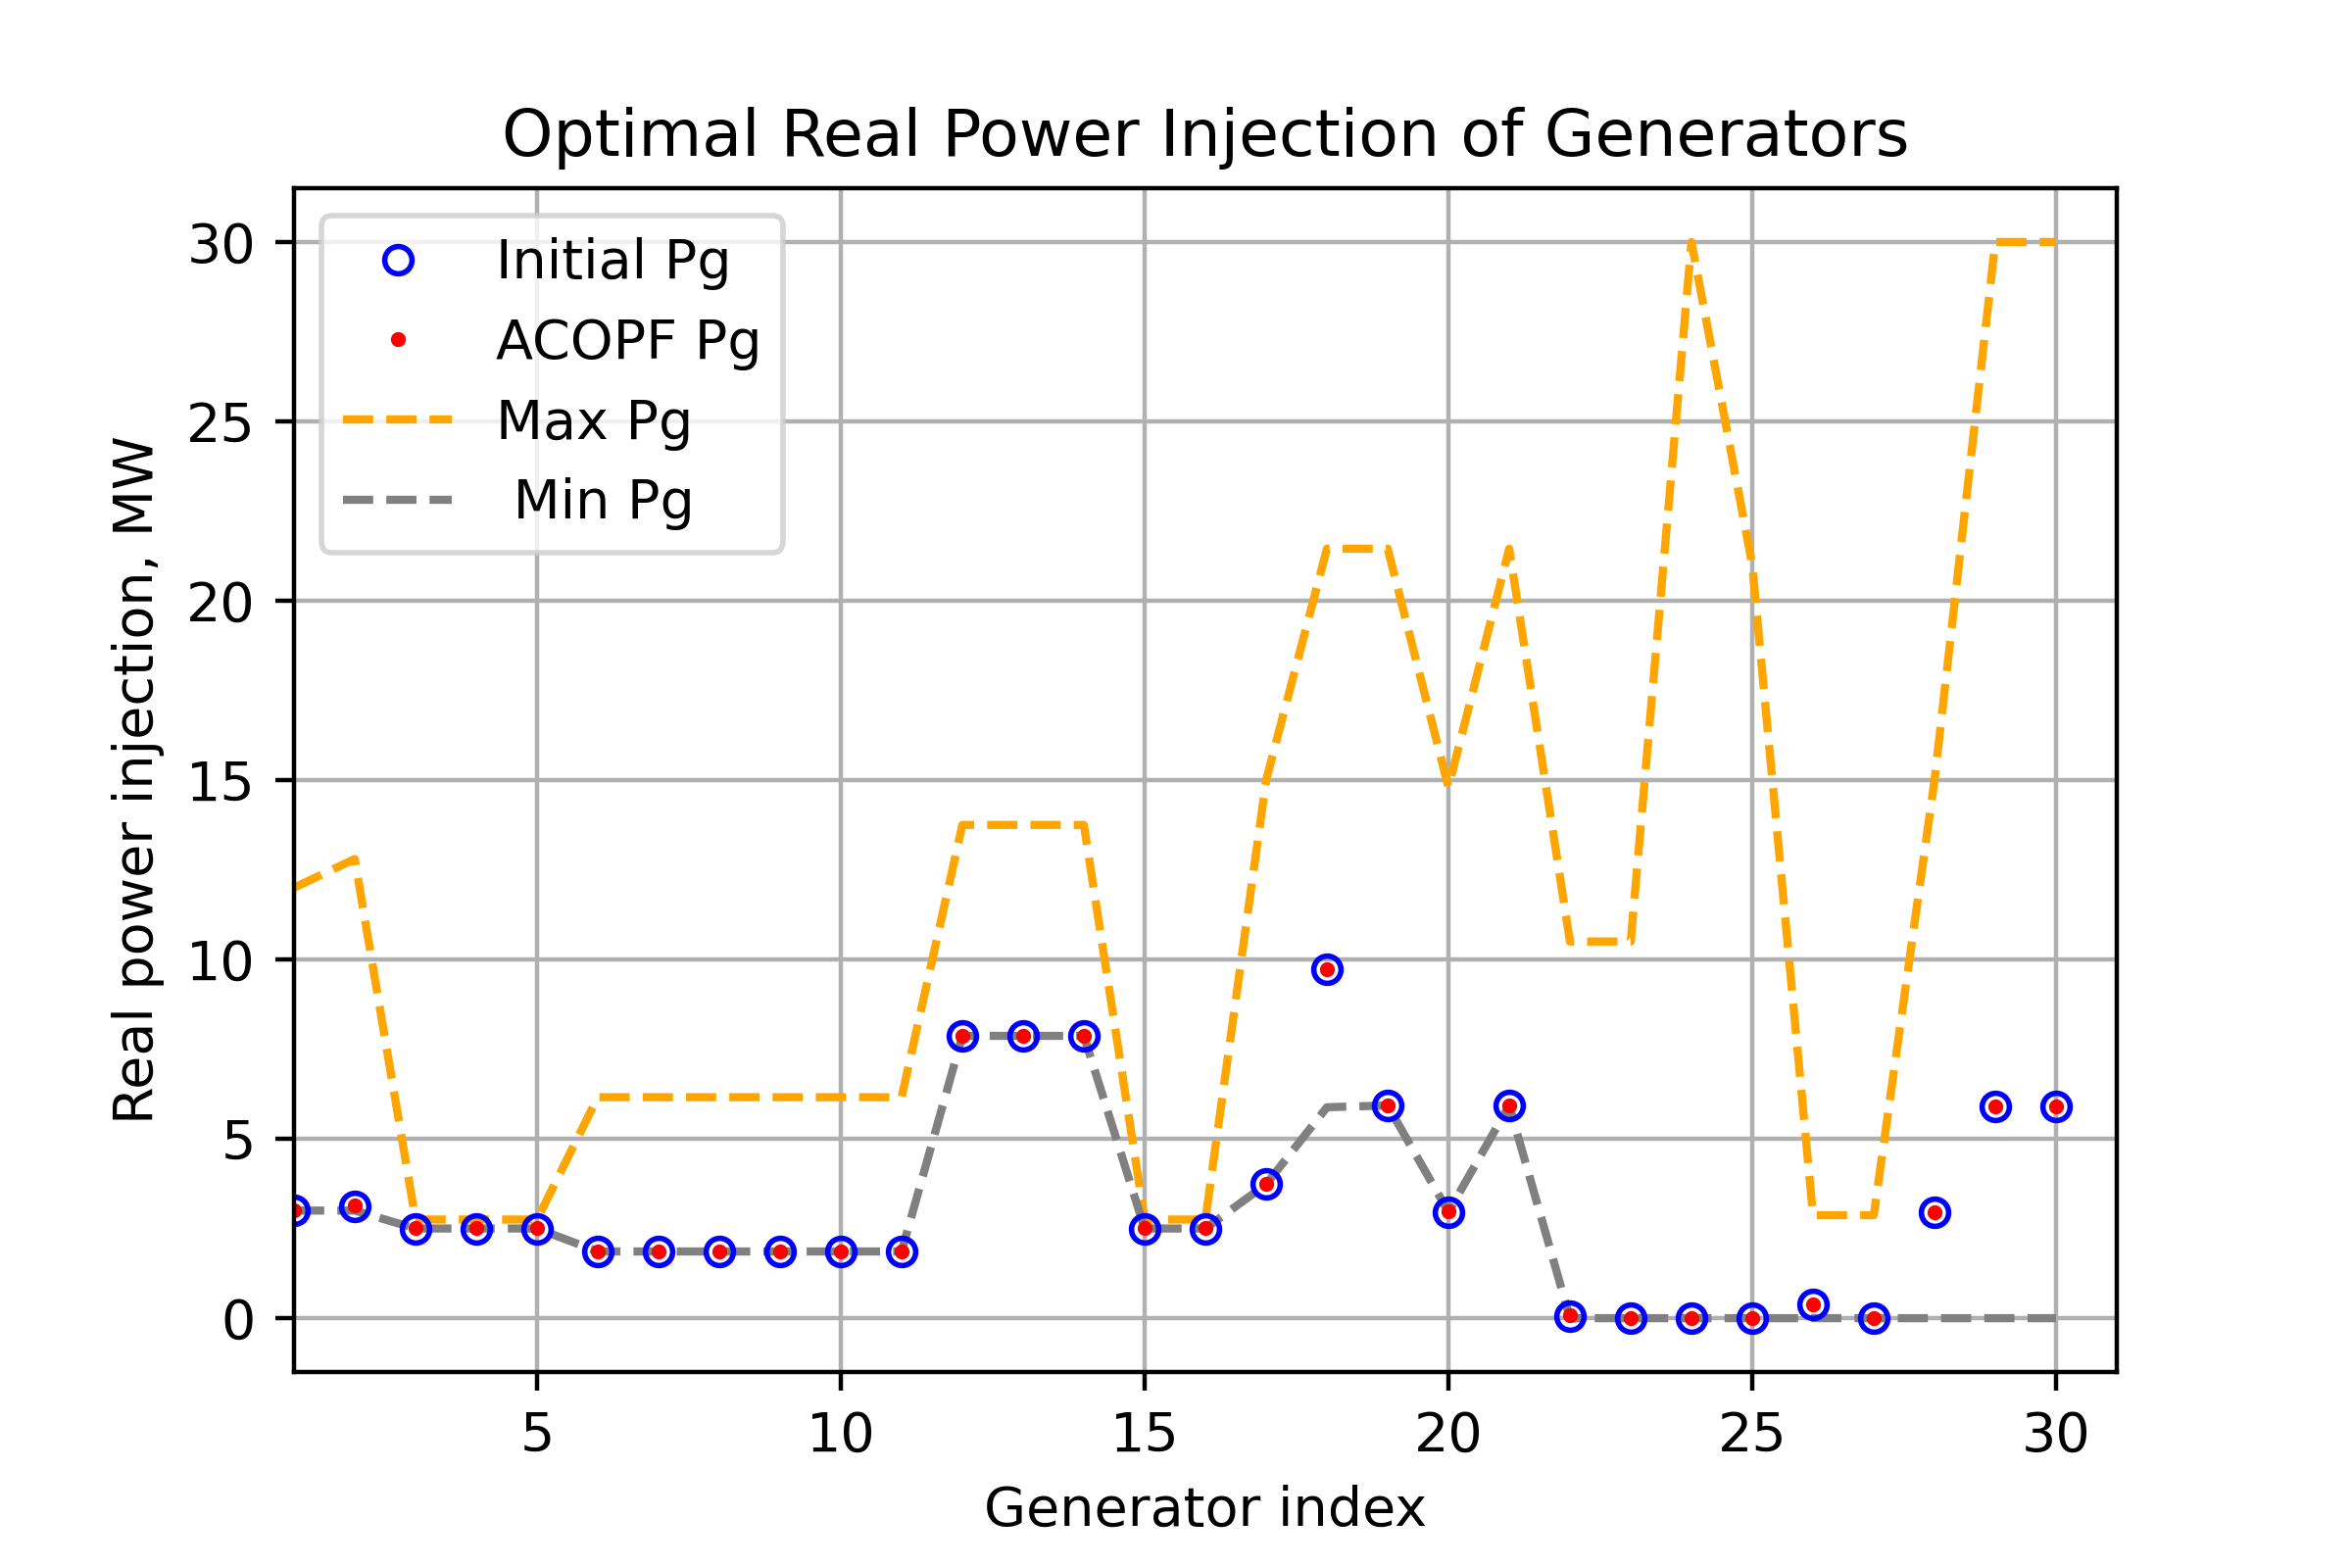 Optimal Real Power Injection of Generators
Real power injection, MW
30
25
20
15
10
5
0
Initial Pg
ACOPF Pg
Max Pg
Min Pg
5
10
15
20
25
30
Generator index